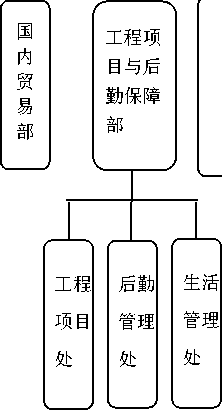 国
内
贸
易
部
工程项
目与后
勤保障
部
工程
项目
处
后勤
管理
处
生活
管理
处